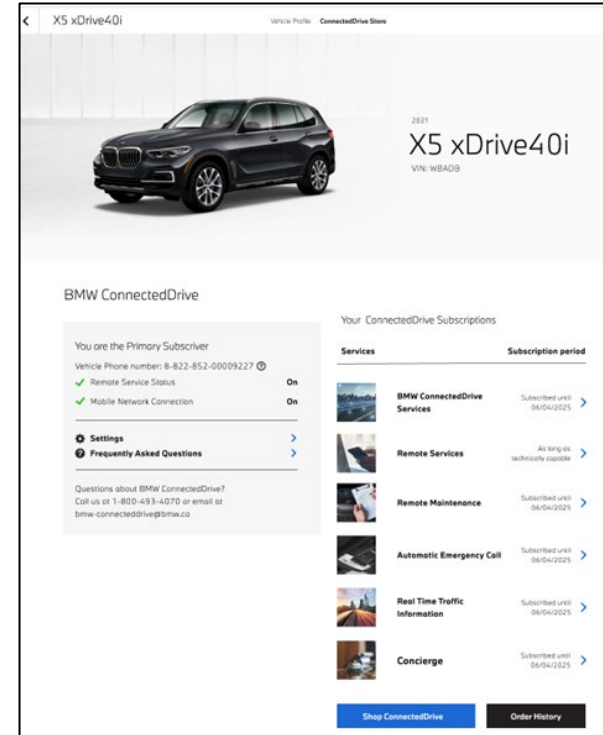 X5 xDrive40i
Vehicle Profile ConnectedDrive Store
2021
X5 xDrive40i
VIN: WBADB
BMW ConnectedDrive
You are the Primary Subscriver
Vehicle Phone number: 8-822-852-00009227
Remote Service Status On
Mobile Network Connection On
Settings
Frequently Asked Questions
Questions about BMW ConnectedDrive?
Call us at 1-800-493-4070 or email at
bmw-connecteddrive@bmw.ca
Your ConnectedDrive Subscriptions
Services Subscription period
BMW ConnectedDrive
Services
Subscribed until
06/04/2025
Remote Services
As long as
technically capable
Remote Maintenance
Subscribed until
06/04/2025
Automatic Emergency Call
Subscribed until
06/04/2025
Real Time Traffic
Information
Subscribed until
06/04/2025
Concierge
Subscribed until
06/04/2025
Shop ConnectedDrive
Order History